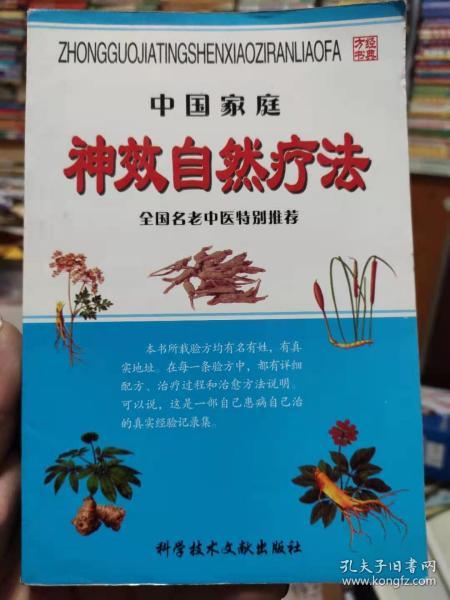 ZHONGGUOJIATINGSHENXIAOZIRANLIAOFA
经典
方书
中国家庭
神效自然疗法
全国名老中医特别推荐
本书所载验方均有名有姓，有真
实地址。在每一条验方中，都有详细
配方、治疗过程和治愈方法说明。
可以说，这是一部自己患病自己治
的真实经验记录集。
科学技术文献出版社
孔夫子旧书网
www.kongfz.com